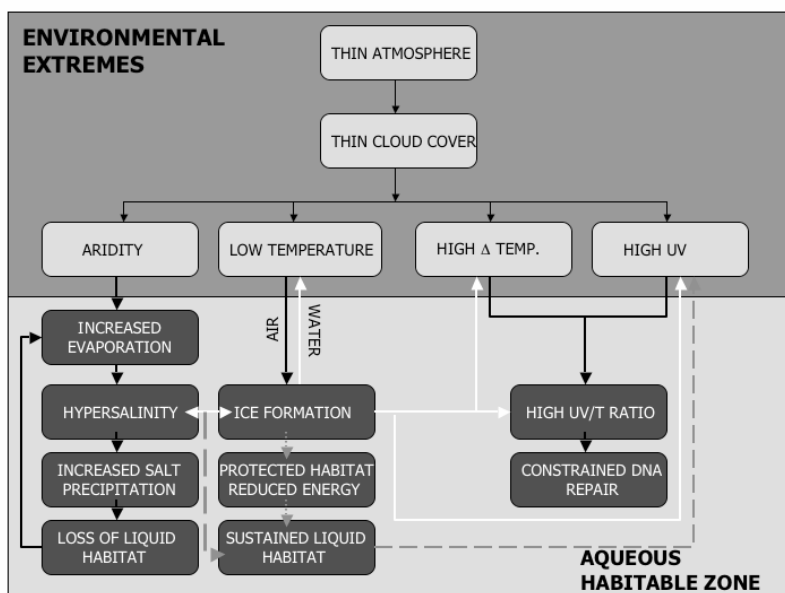 ENVIRONMENTAL
EXTREMES
THIN ATMOSPHERE
THIN CLOUD COVER
ARIDITY
LOW TEMPERATURE
HIGH Δ TEMP.
HIGH UV
INCREASED
EVAPORATION
AIR
WATER
HYPERSALINITY
ICE FORMATION
HIGH UV/T RATIO
INCREASED SALT
PRECIPITATION
PROTECTED HABITAT
REDUCED ENERGY
CONSTRAINED DNA
REPAIR
LOSS OF LIQUID
HABITAT
SUSTAINED LIQUID
HABITAT
AQUEOUS
HABITABLE ZONE